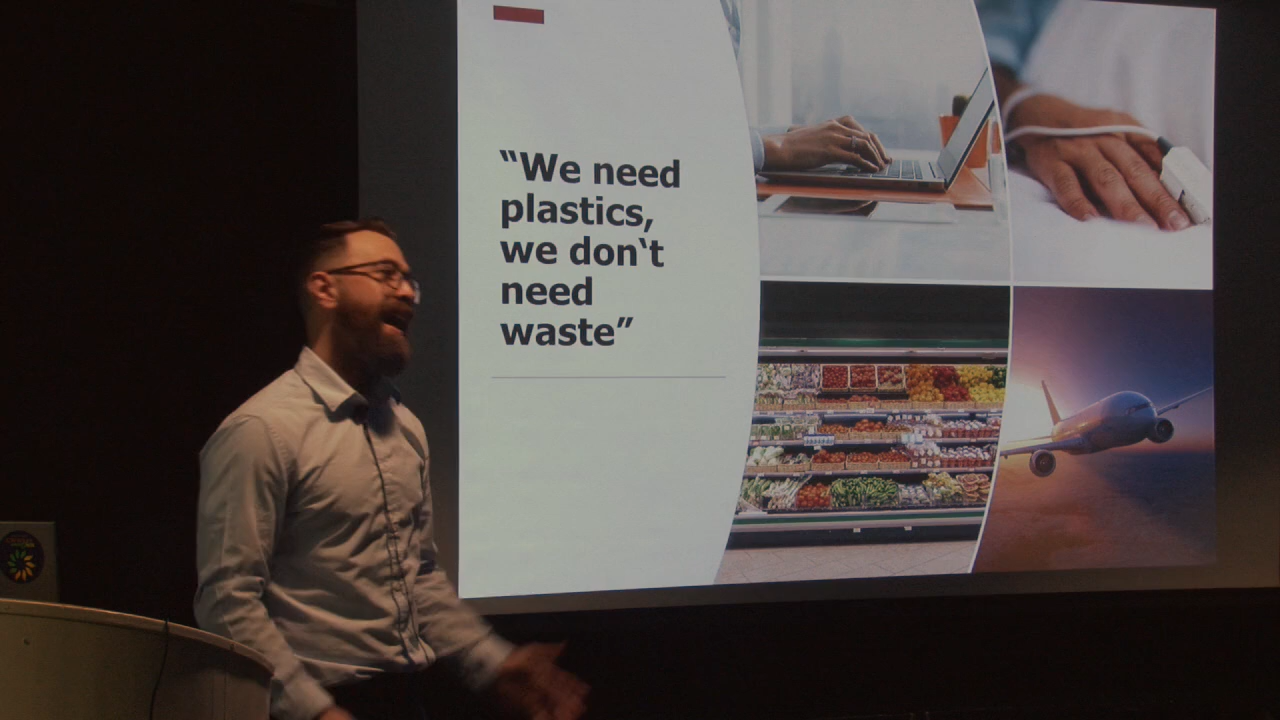 “We need
plastics,
we don‘t
need
waste”